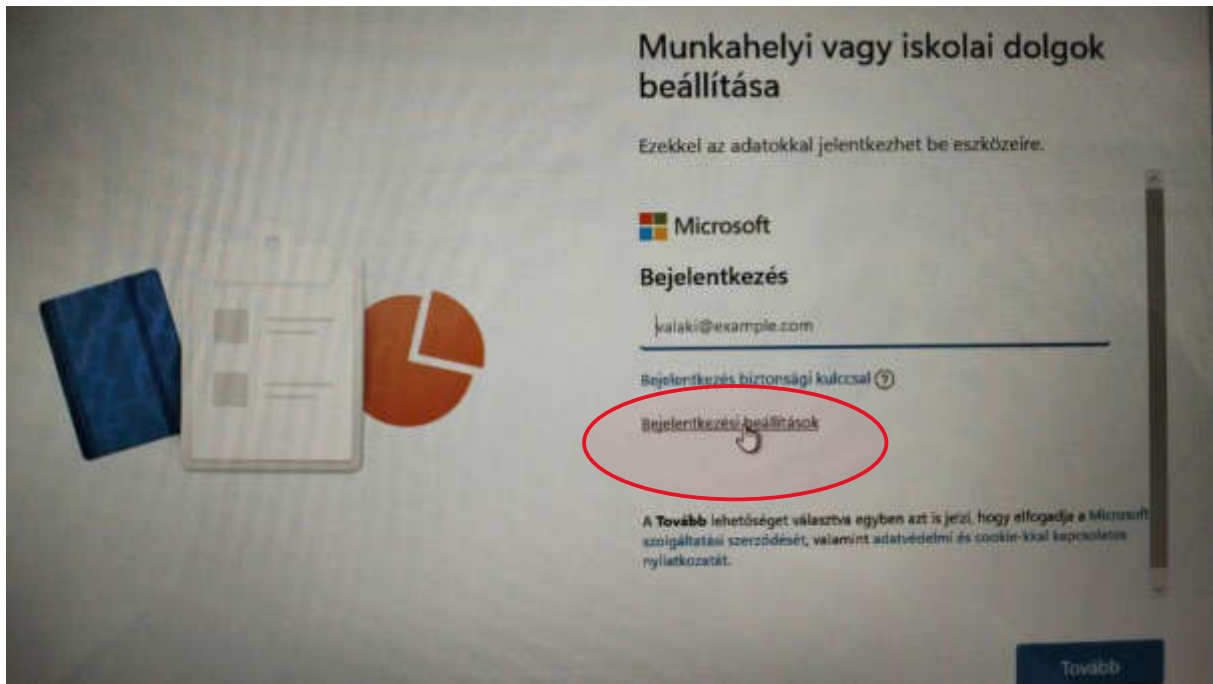 Munkahelyi vagy iskolai dolgok
beállítása
Ezekkel az adatokkal jelentkezhet be eszközeire.
Microsoft
Bejelentkezés
valaki@example.com
Bejelentkezés biztonsági kulccsal
Bejelentkezési beállítások
A Tovább lehetőséget választva egyben azt is jelzi, hogy elfogadja a Microsoft
szolgáltatási szerződését, valamint adatvédelmi és cookie-kkal kapcsolatos
nyilatkozatát.
Tovább